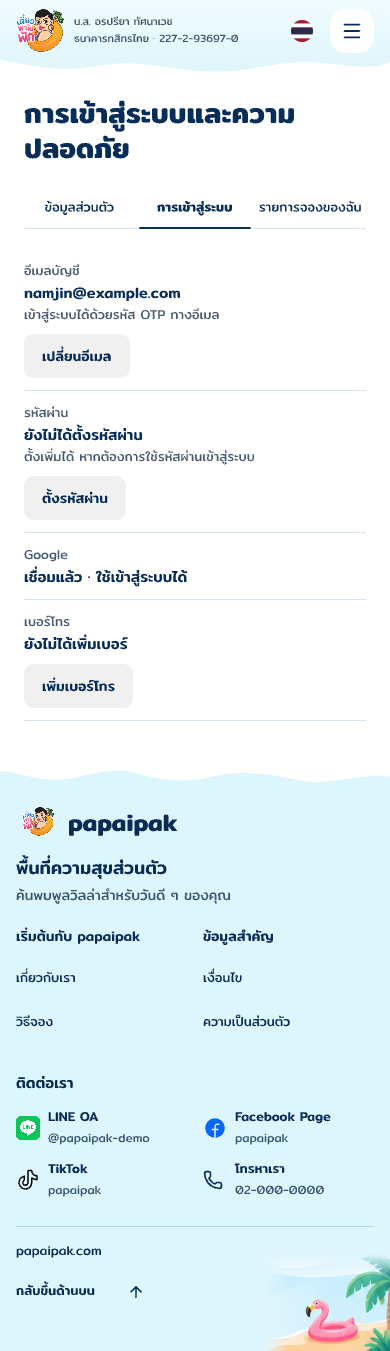 น.ส. อรปรียา ทัศนาเวช
ธนาคารกสิกรไทย · 227-2-93697-0
การเข้าสู่ระบบและความ
ปลอดภัย
ข้อมูลส่วนตัว การเข้าสู่ระบบ รายการจองของฉัน
อีเมลบัญชี
namjin@example.com
เข้าสู่ระบบได้ด้วยรหัส OTP ทางอีเมล
เปลี่ยนอีเมล
รหัสผ่าน
ยังไม่ได้ตั้งรหัสผ่าน
ตั้งเพิ่มได้ หากต้องการใช้รหัสผ่านเข้าสู่ระบบ
ตั้งรหัสผ่าน
Google
เชื่อมแล้ว · ใช้เข้าสู่ระบบได้
เบอร์โทร
ยังไม่ได้เพิ่มเบอร์
เพิ่มเบอร์โทร
papaipak
พื้นที่ความสุขส่วนตัว
ค้นพบพูลวิลล่าสำหรับวันดี ๆ ของคุณ
เริ่มต้นกับ papaipak ข้อมูลสำคัญ
เกี่ยวกับเรา เงื่อนไข
วิธีจอง ความเป็นส่วนตัว
ติดต่อเรา
LINE OA Facebook Page
@papaipak-demo papaipak
TikTok โทรหาเรา
papaipak 02-000-0000
papaipak.com
กลับขึ้นด้านบน